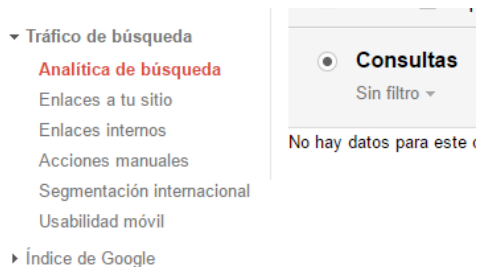 Tráfico de búsqueda
Analítica de búsqueda
Enlaces a tu sitio
Enlaces internos
Acciones manuales
Segmentación internacional
Usabilidad móvil
Índice de Google
Consultas
Sin filtro
No hay datos para este